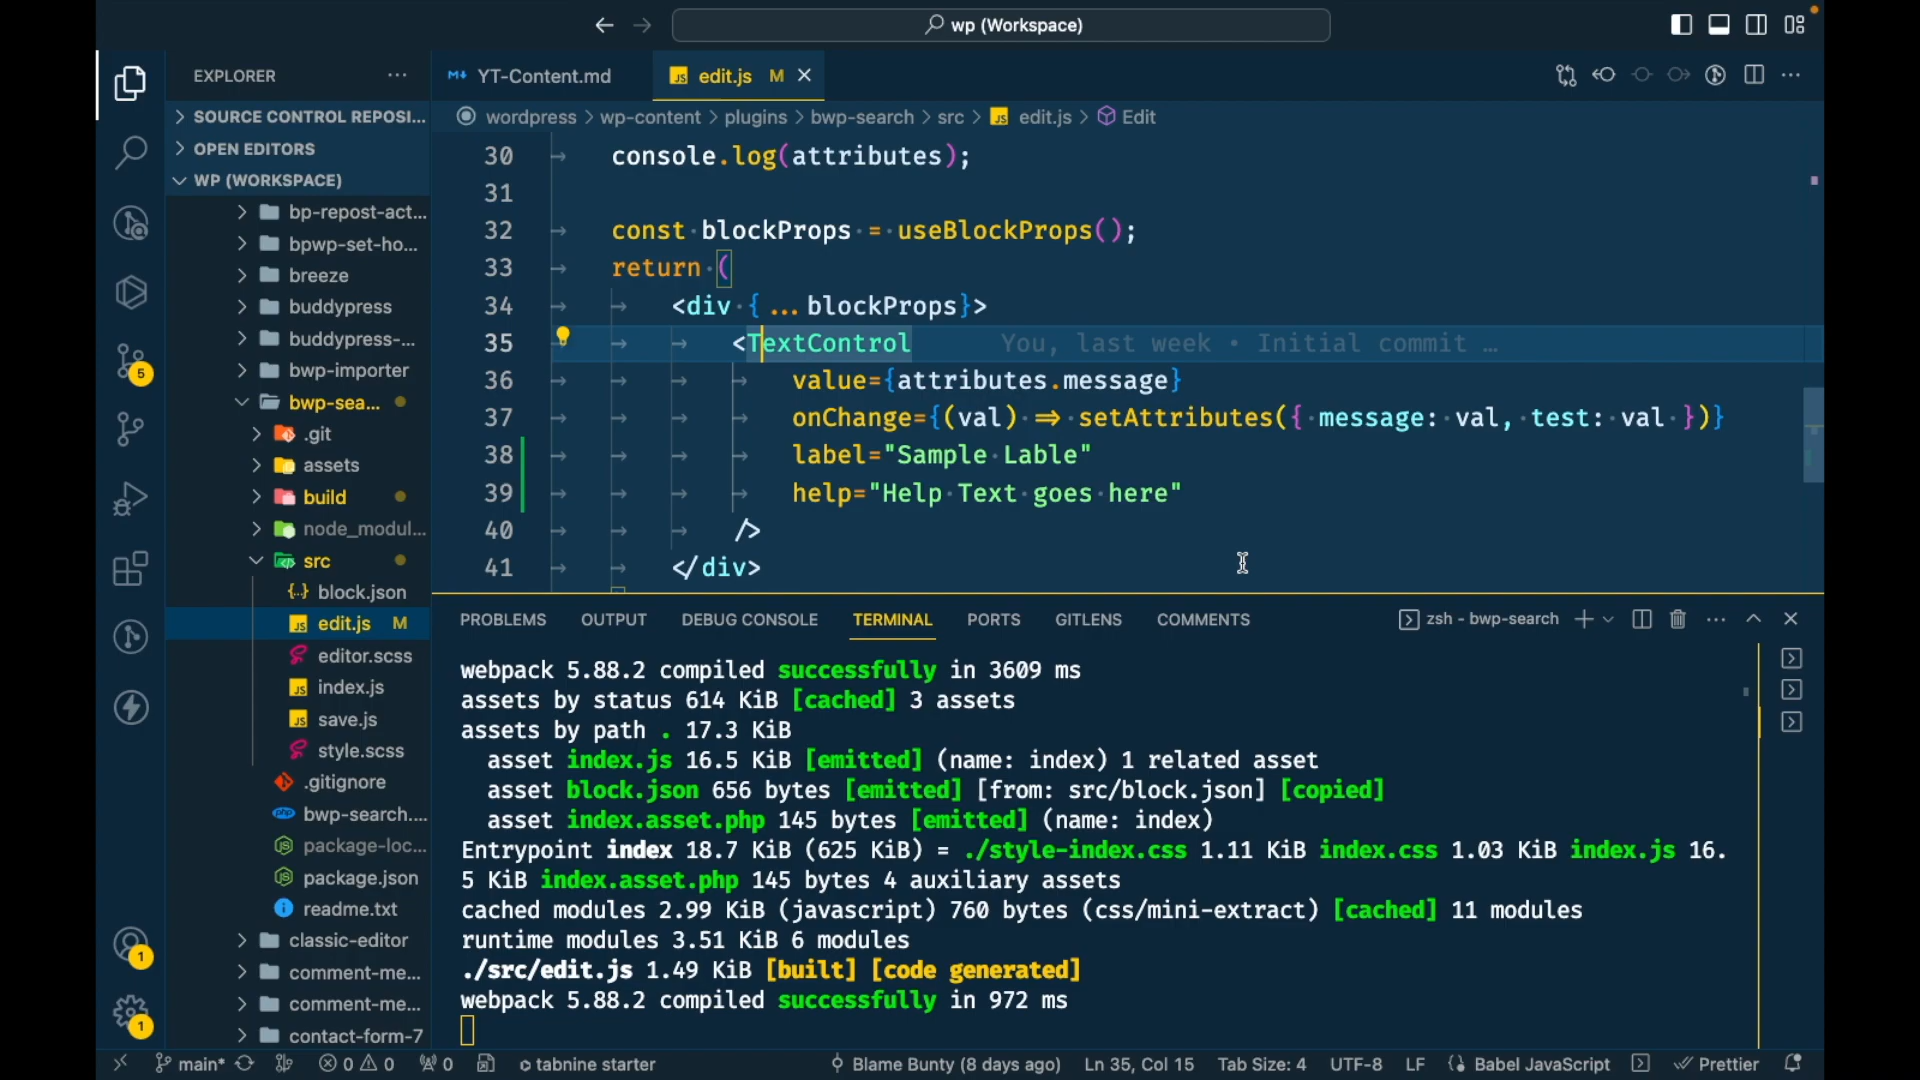 wp (Workspace)
EXPLORER
YT-Content.md
edit.js M
SOURCE CONTROL REPOSI...
OPEN EDITORS
WP (WORKSPACE)
bp-repost-act...
bpwp-set-ho...
breeze
buddypress
buddypress-...
bwp-importer
bwp-sea...
.git
assets
build
node_modul...
src
block.json
edit.js M
editor.scss
index.js
save.js
style.scss
.gitignore
bwp-search....
package-loc...
package.json
readme.txt
classic-editor
comment-me...
comment-me...
contact-form-7
5
1
1
wordpress > wp-content > plugins > bwp-search > src > JS edit.js > Edit
30 console.log(attributes);
31
32 const blockProps = useBlockProps();
33 return (
34 <div {...blockProps}>
35 <TextControl You, last week • Initial commit …
36 value={attributes.message}
37 onChange={(val) => setAttributes({ message: val, test: val })}
38 label="Sample Lable"
39 help="Help Text goes here"
40 />
41 </div>
PROBLEMS OUTPUT DEBUG CONSOLE TERMINAL PORTS GITLENS COMMENTS
zsh - bwp-search
webpack 5.88.2 compiled successfully in 3609 ms
assets by status 614 KiB [cached] 3 assets
assets by path . 17.3 KiB
asset index.js 16.5 KiB [emitted] (name: index) 1 related asset
asset block.json 656 bytes [emitted] [from: src/block.json] [copied]
asset index.asset.php 145 bytes [emitted] (name: index)
Entrypoint index 18.7 KiB (625 KiB) = ./style-index.css 1.11 KiB index.css 1.03 KiB index.js 16.
5 KiB index.asset.php 145 bytes 4 auxiliary assets
cached modules 2.99 KiB (javascript) 760 bytes (css/mini-extract) [cached] 11 modules
runtime modules 3.51 KiB 6 modules
./src/edit.js 1.49 KiB [built] [code generated]
webpack 5.88.2 compiled successfully in 972 ms
main* 0 0 0 tabnine starter Blame Bunty (8 days ago) Ln 35, Col 15 Tab Size: 4 UTF-8 LF Babel JavaScript Prettier